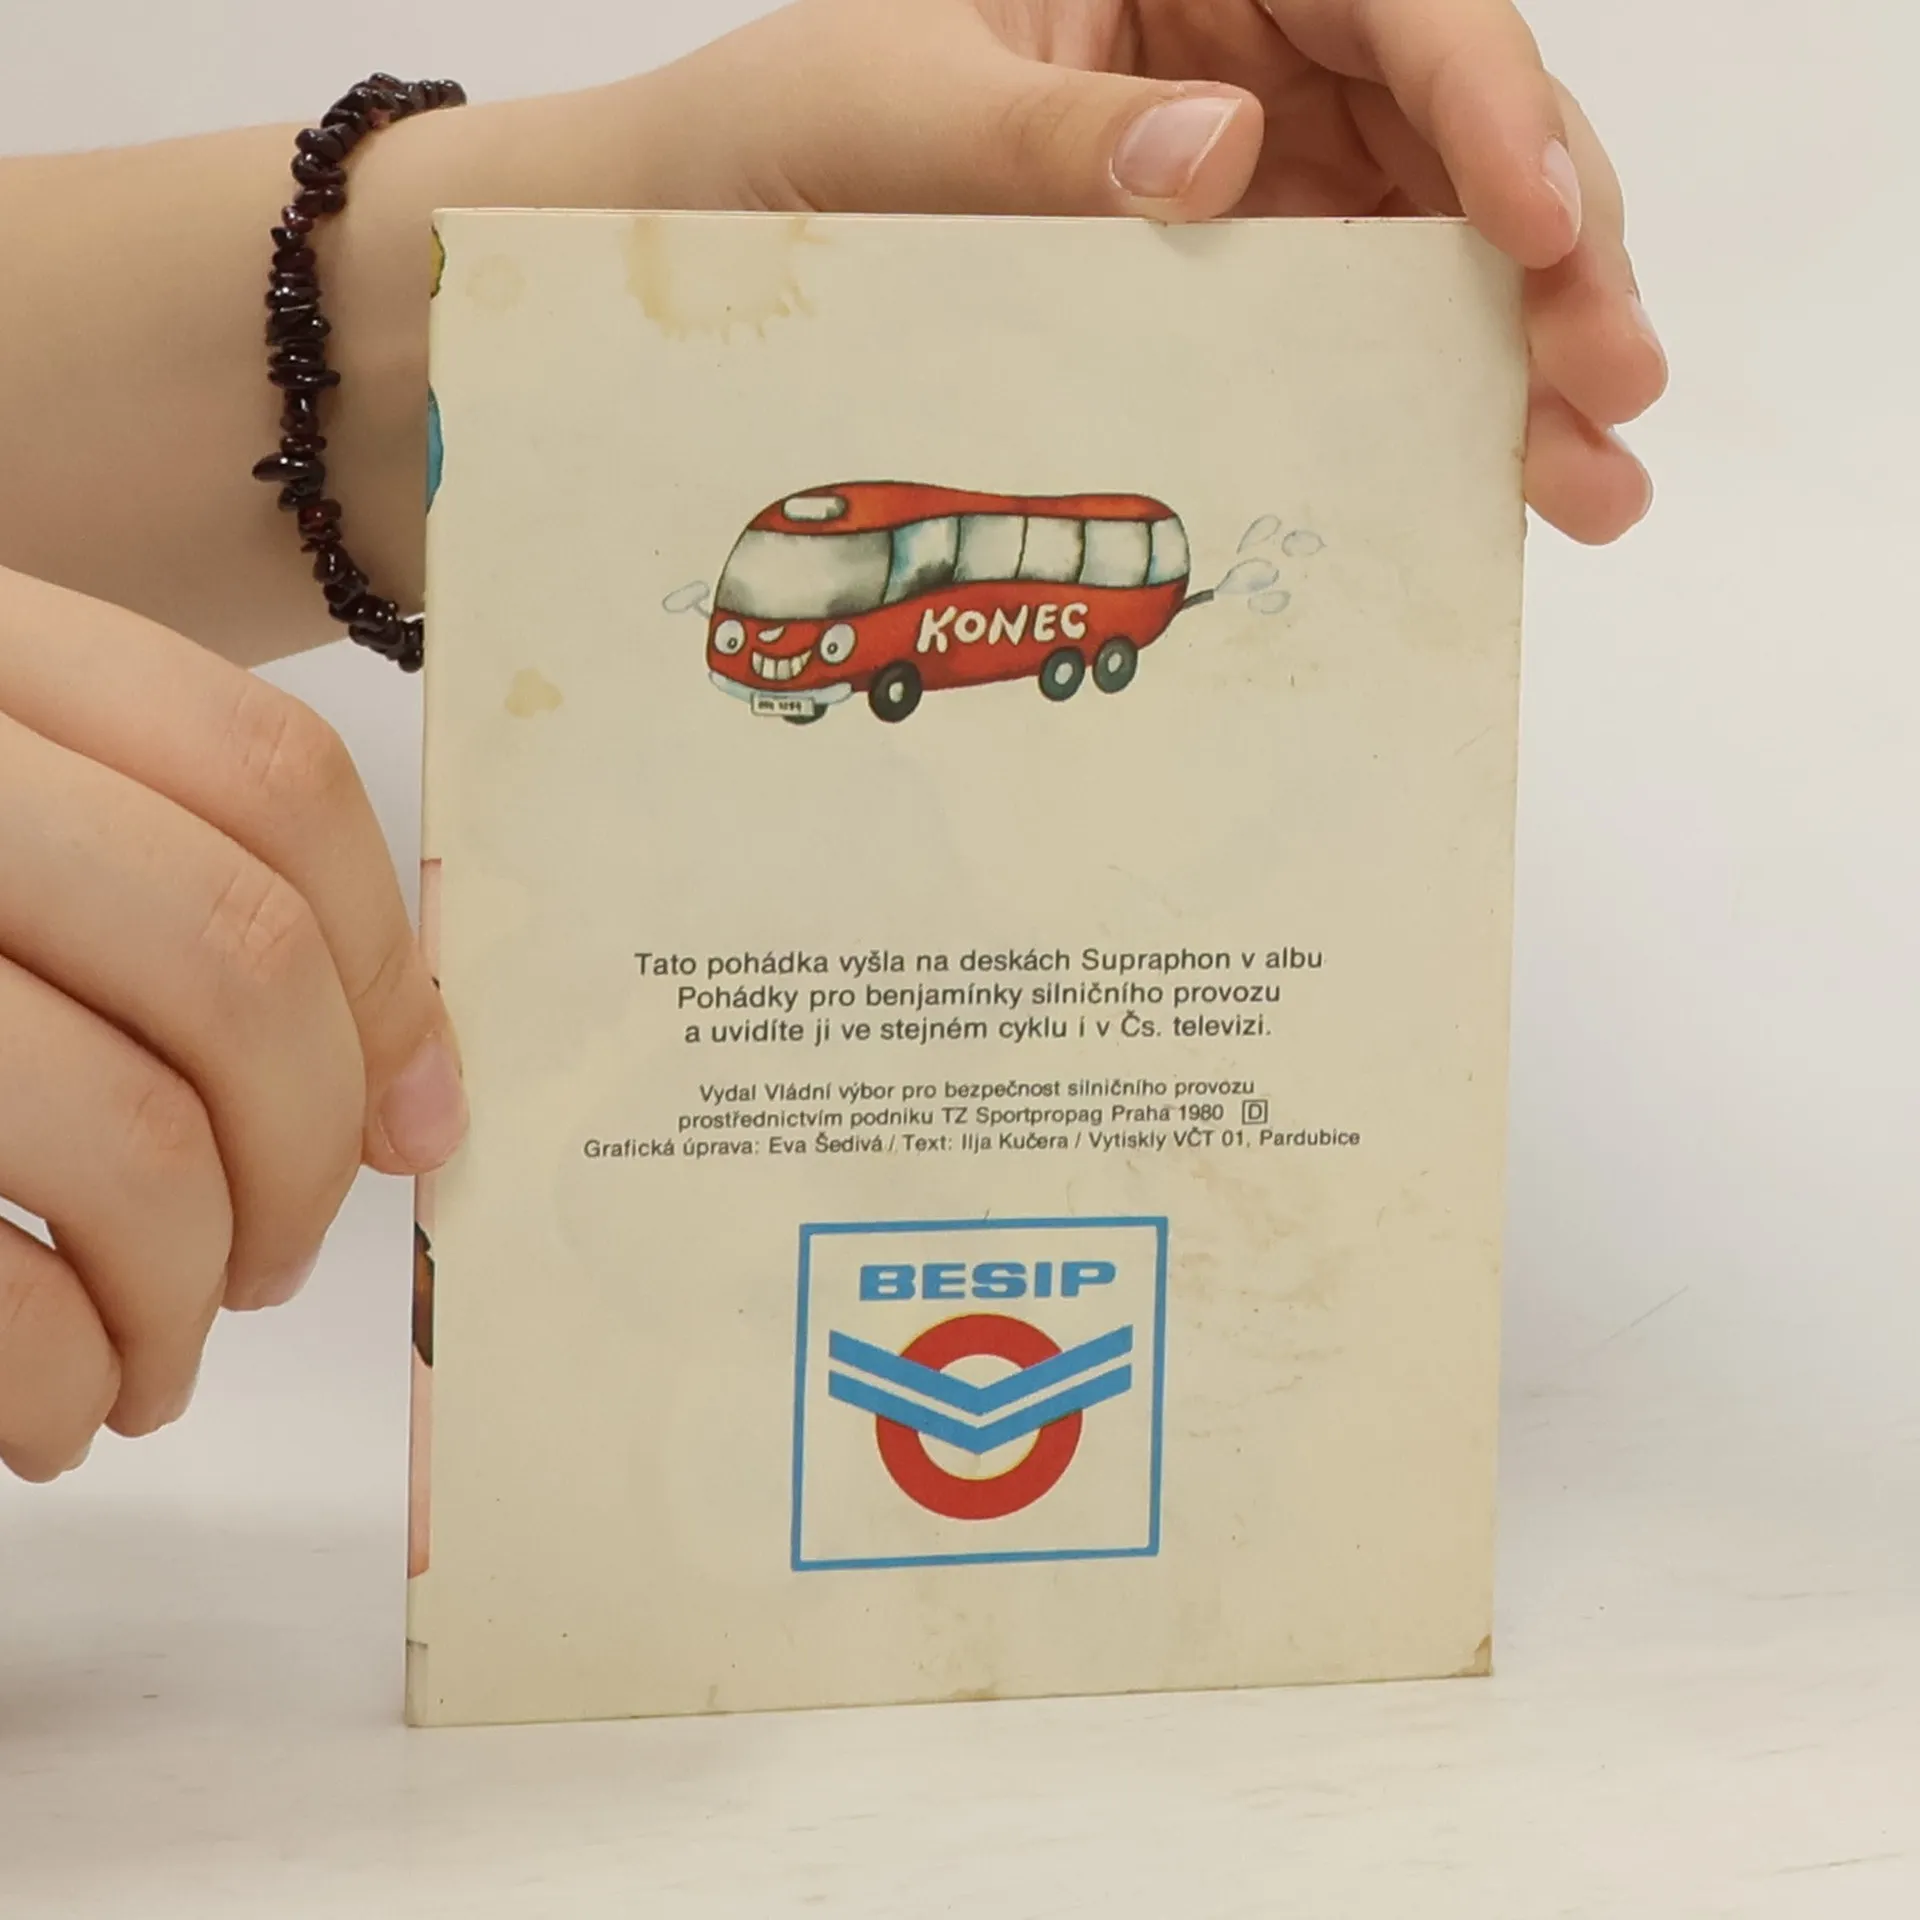 KONEC
Tato pohádka vyšla na deskách Supraphon v albu
Pohádky pro benjamínky silničního provozu
a uvidíte ji ve stejném cyklu i v Čs. televizi.
Vydal Vládní výbor pro bezpečnost silničního provozu
prostřednictvím podniku TZ Sportpropag Praha 1980 D
Grafická úprava: Eva Šedivá / Text: Ilja Kučera / Vytiskly VČT 01, Pardubice
BESIP